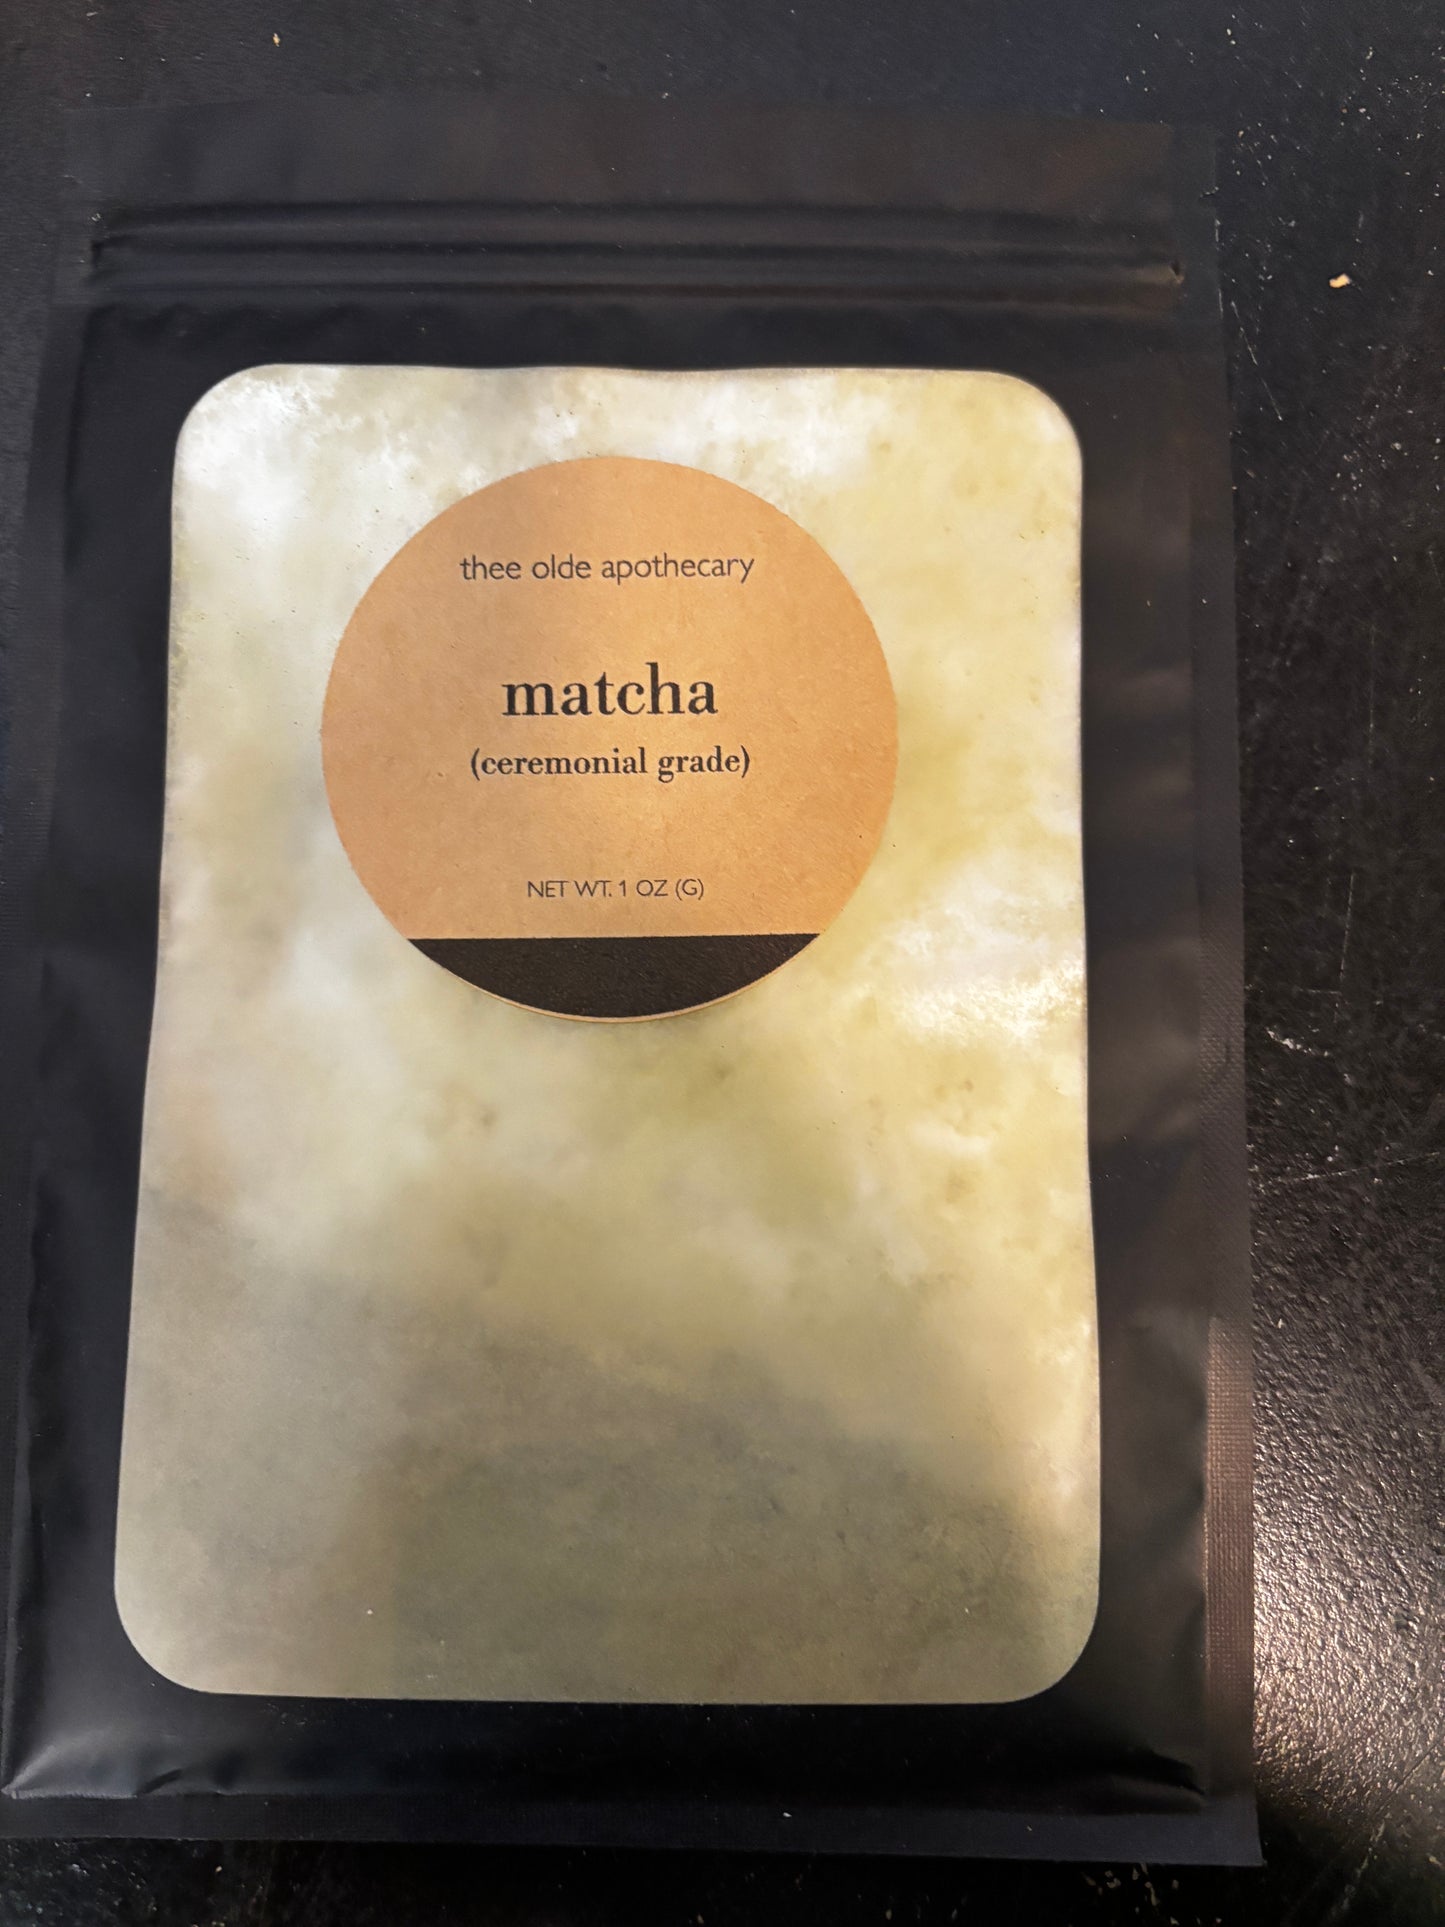 thee olde apothecary
matcha
(ceremonial grade)
NET WT. 1 OZ (G)